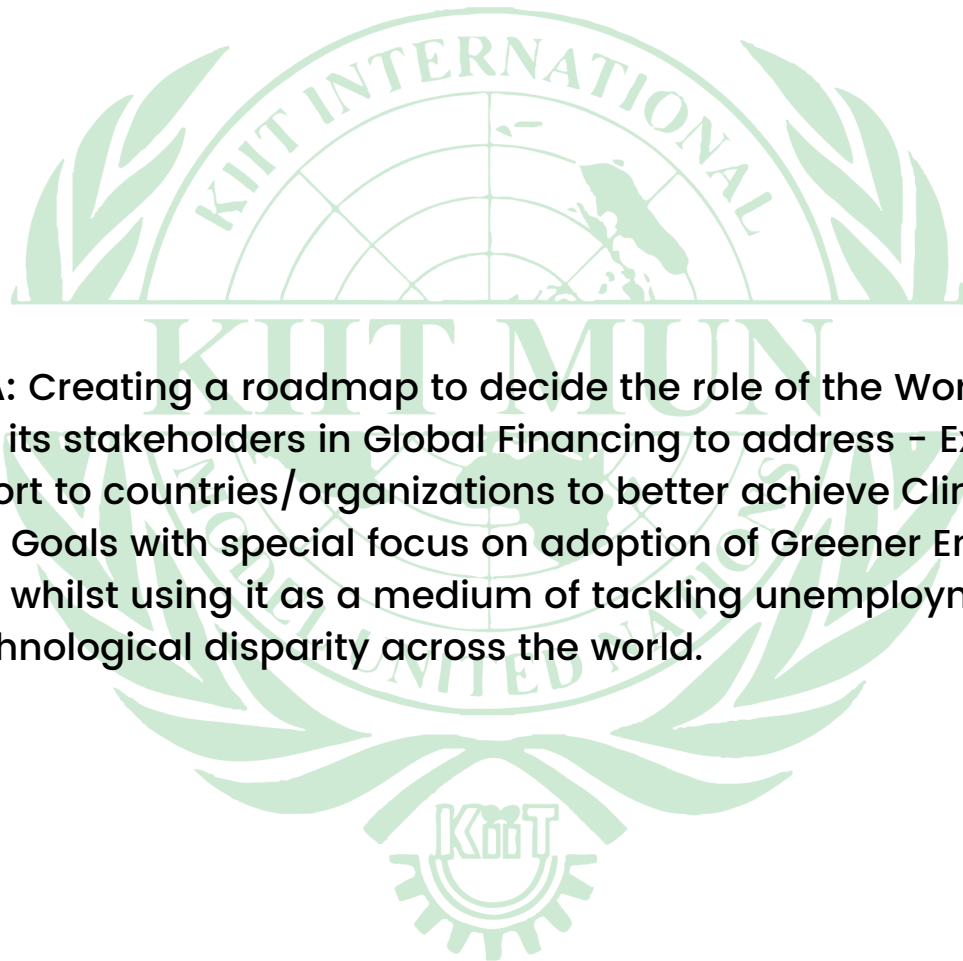 KIIT INTERNATIONAL
KIIT MUN
A: Creating a roadmap to decide the role of the Wor
its stakeholders in Global Financing to address - Ex
ort to countries/organizations to better achieve Clir
Goals with special focus on adoption of Greener En
whilst using it as a medium of tackling unemployn
hnological disparity across the world.
MODEL UNITED NATIONS
KiiT